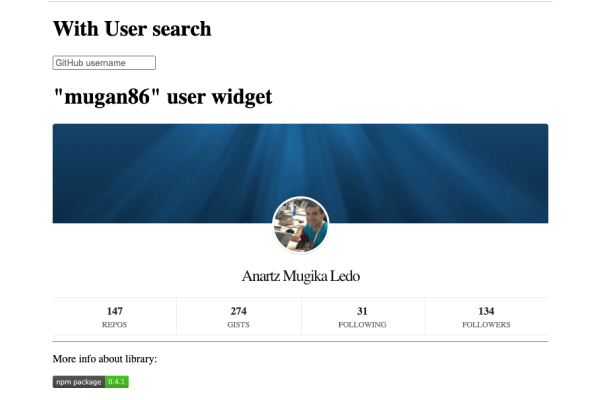 With User search
GitHub username
"mugan86" user widget
Anartz Mugika Ledo
147 274 31 134
REPOS GISTS FOLLOWING FOLLOWERS
More info about library:
npm package 0.4.1